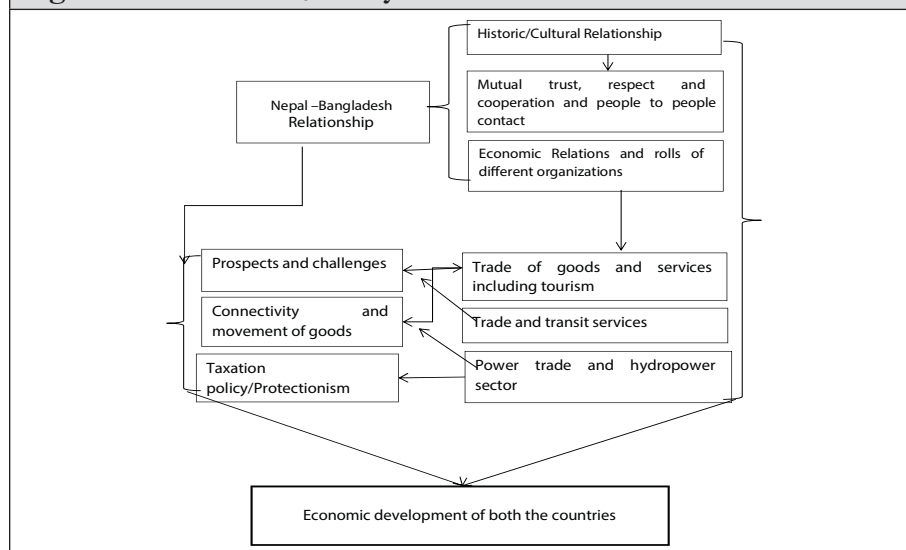 Historic/Cultural Relationship
Mutual trust, respect and
cooperation and people to people
contact
Nepal –Bangladesh
Relationship
Economic Relations and rolls of
different organizations
Prospects and challenges
Trade of goods and services
including tourism
Connectivity and
movement of goods
Trade and transit services
Taxation
policy/Protectionism
Power trade and hydropower
sector
Economic development of both the countries